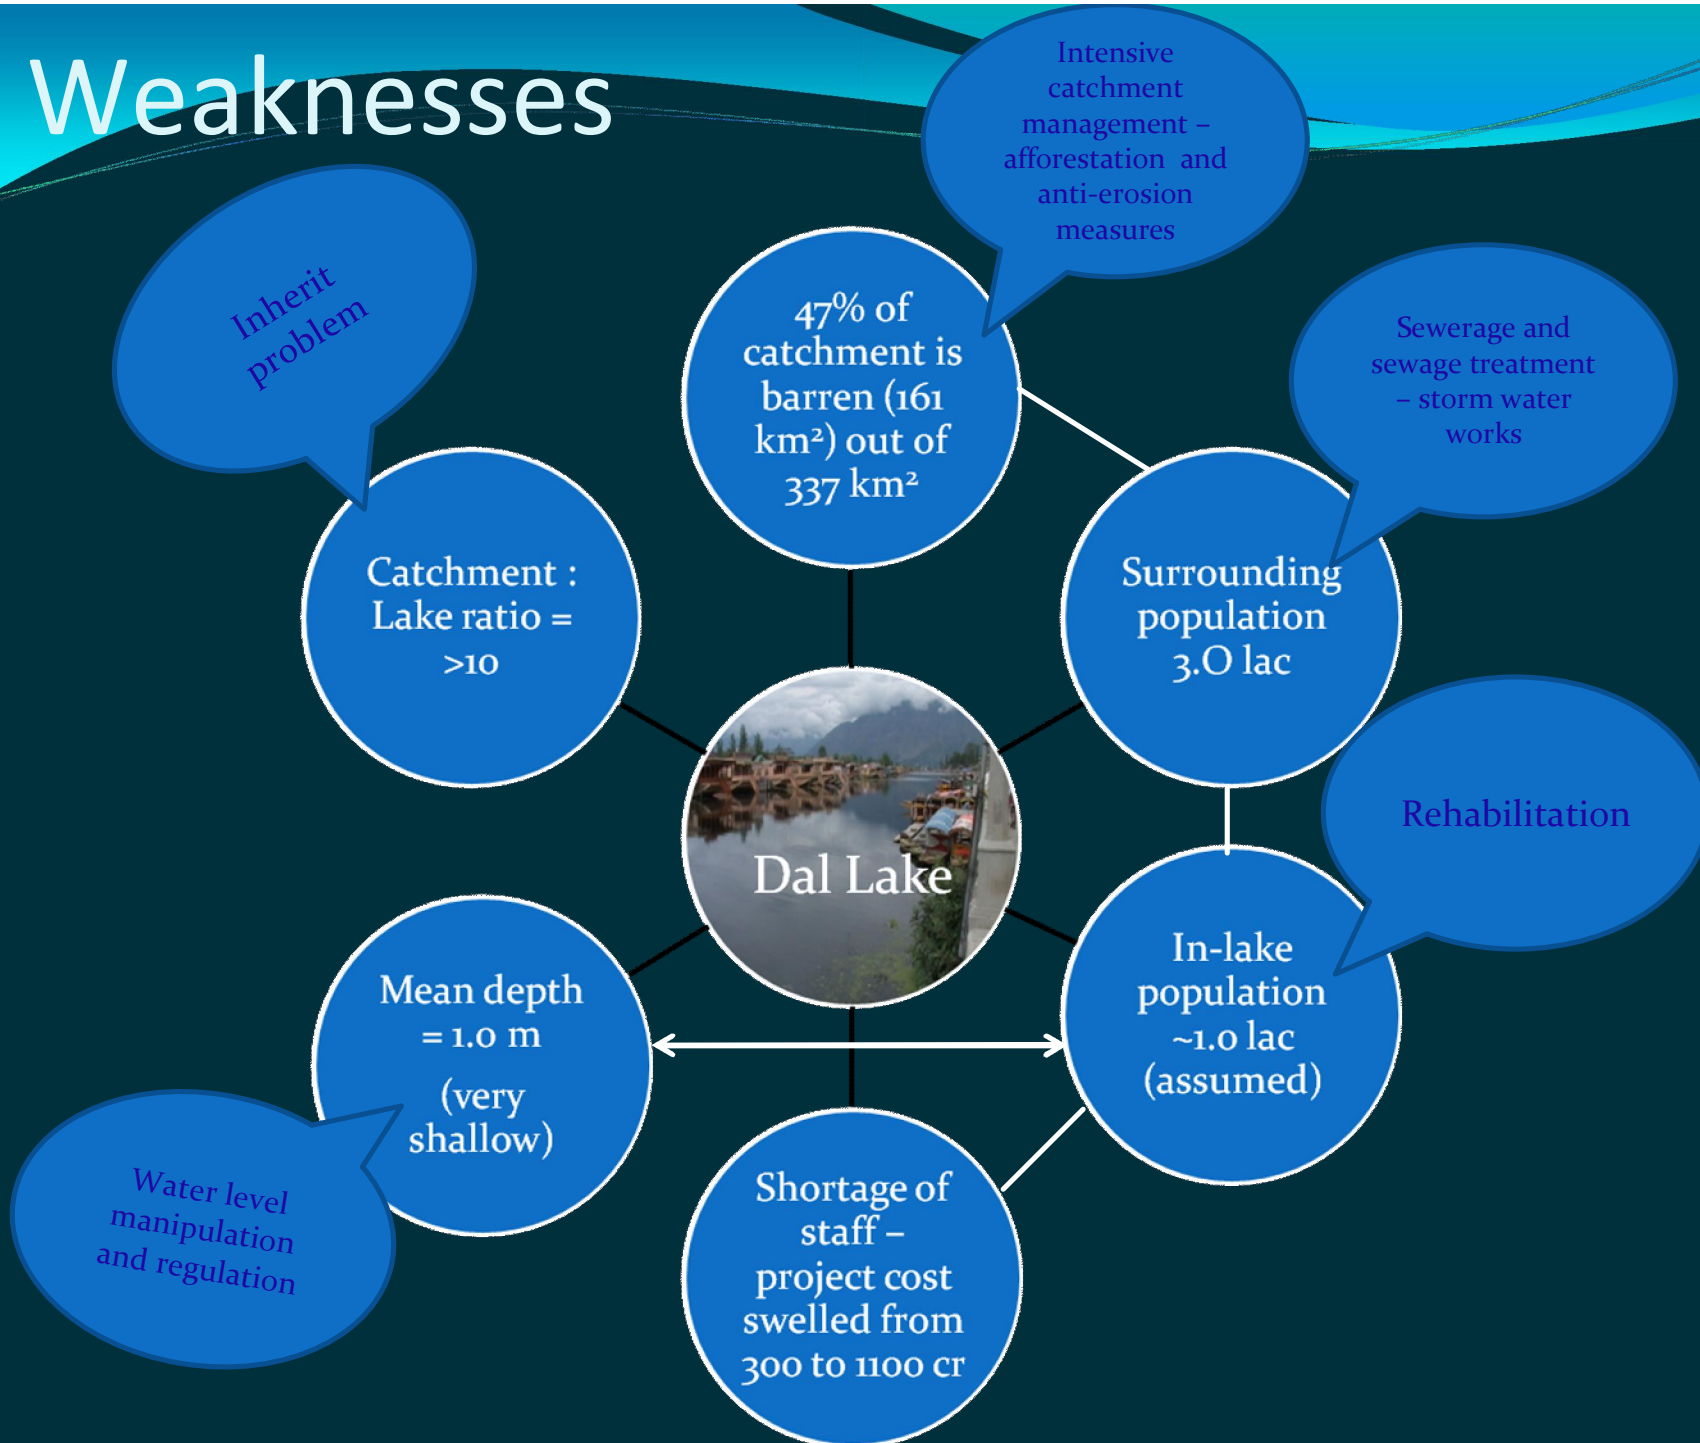 Weaknesses
Intensive
catchment
management –
afforestation and
anti-erosion
measures
Inherit
problem
47% of
catchment is
barren (161
km²) out of
337 km²
Sewerage and
sewage treatment
– storm water
works
Catchment :
Lake ratio =
>10
Surrounding
population
3.O lac
Rehabilitation
Dal Lake
In-lake
population
~1.0 lac
(assumed)
Mean depth
= 1.0 m
(very
shallow)
Water level
manipulation
and regulation
Shortage of
staff –
project cost
swelled from
300 to 1100 cr